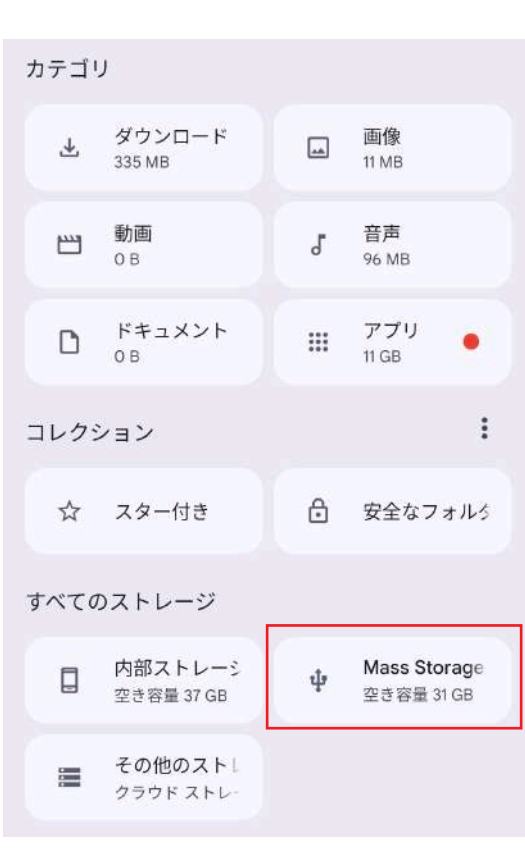 カテゴリ
ダウンロード
335 MB
画像
11 MB
動画
0 B
音声
96 MB
ドキュメント
0 B
アプリ
11 GB
コレクション
スター付き
安全なフォルダ
すべてのストレージ
内部ストレージ
空き容量 37 GB
Mass Storage
空き容量 31 GB
その他のスト
クラウド ストレー